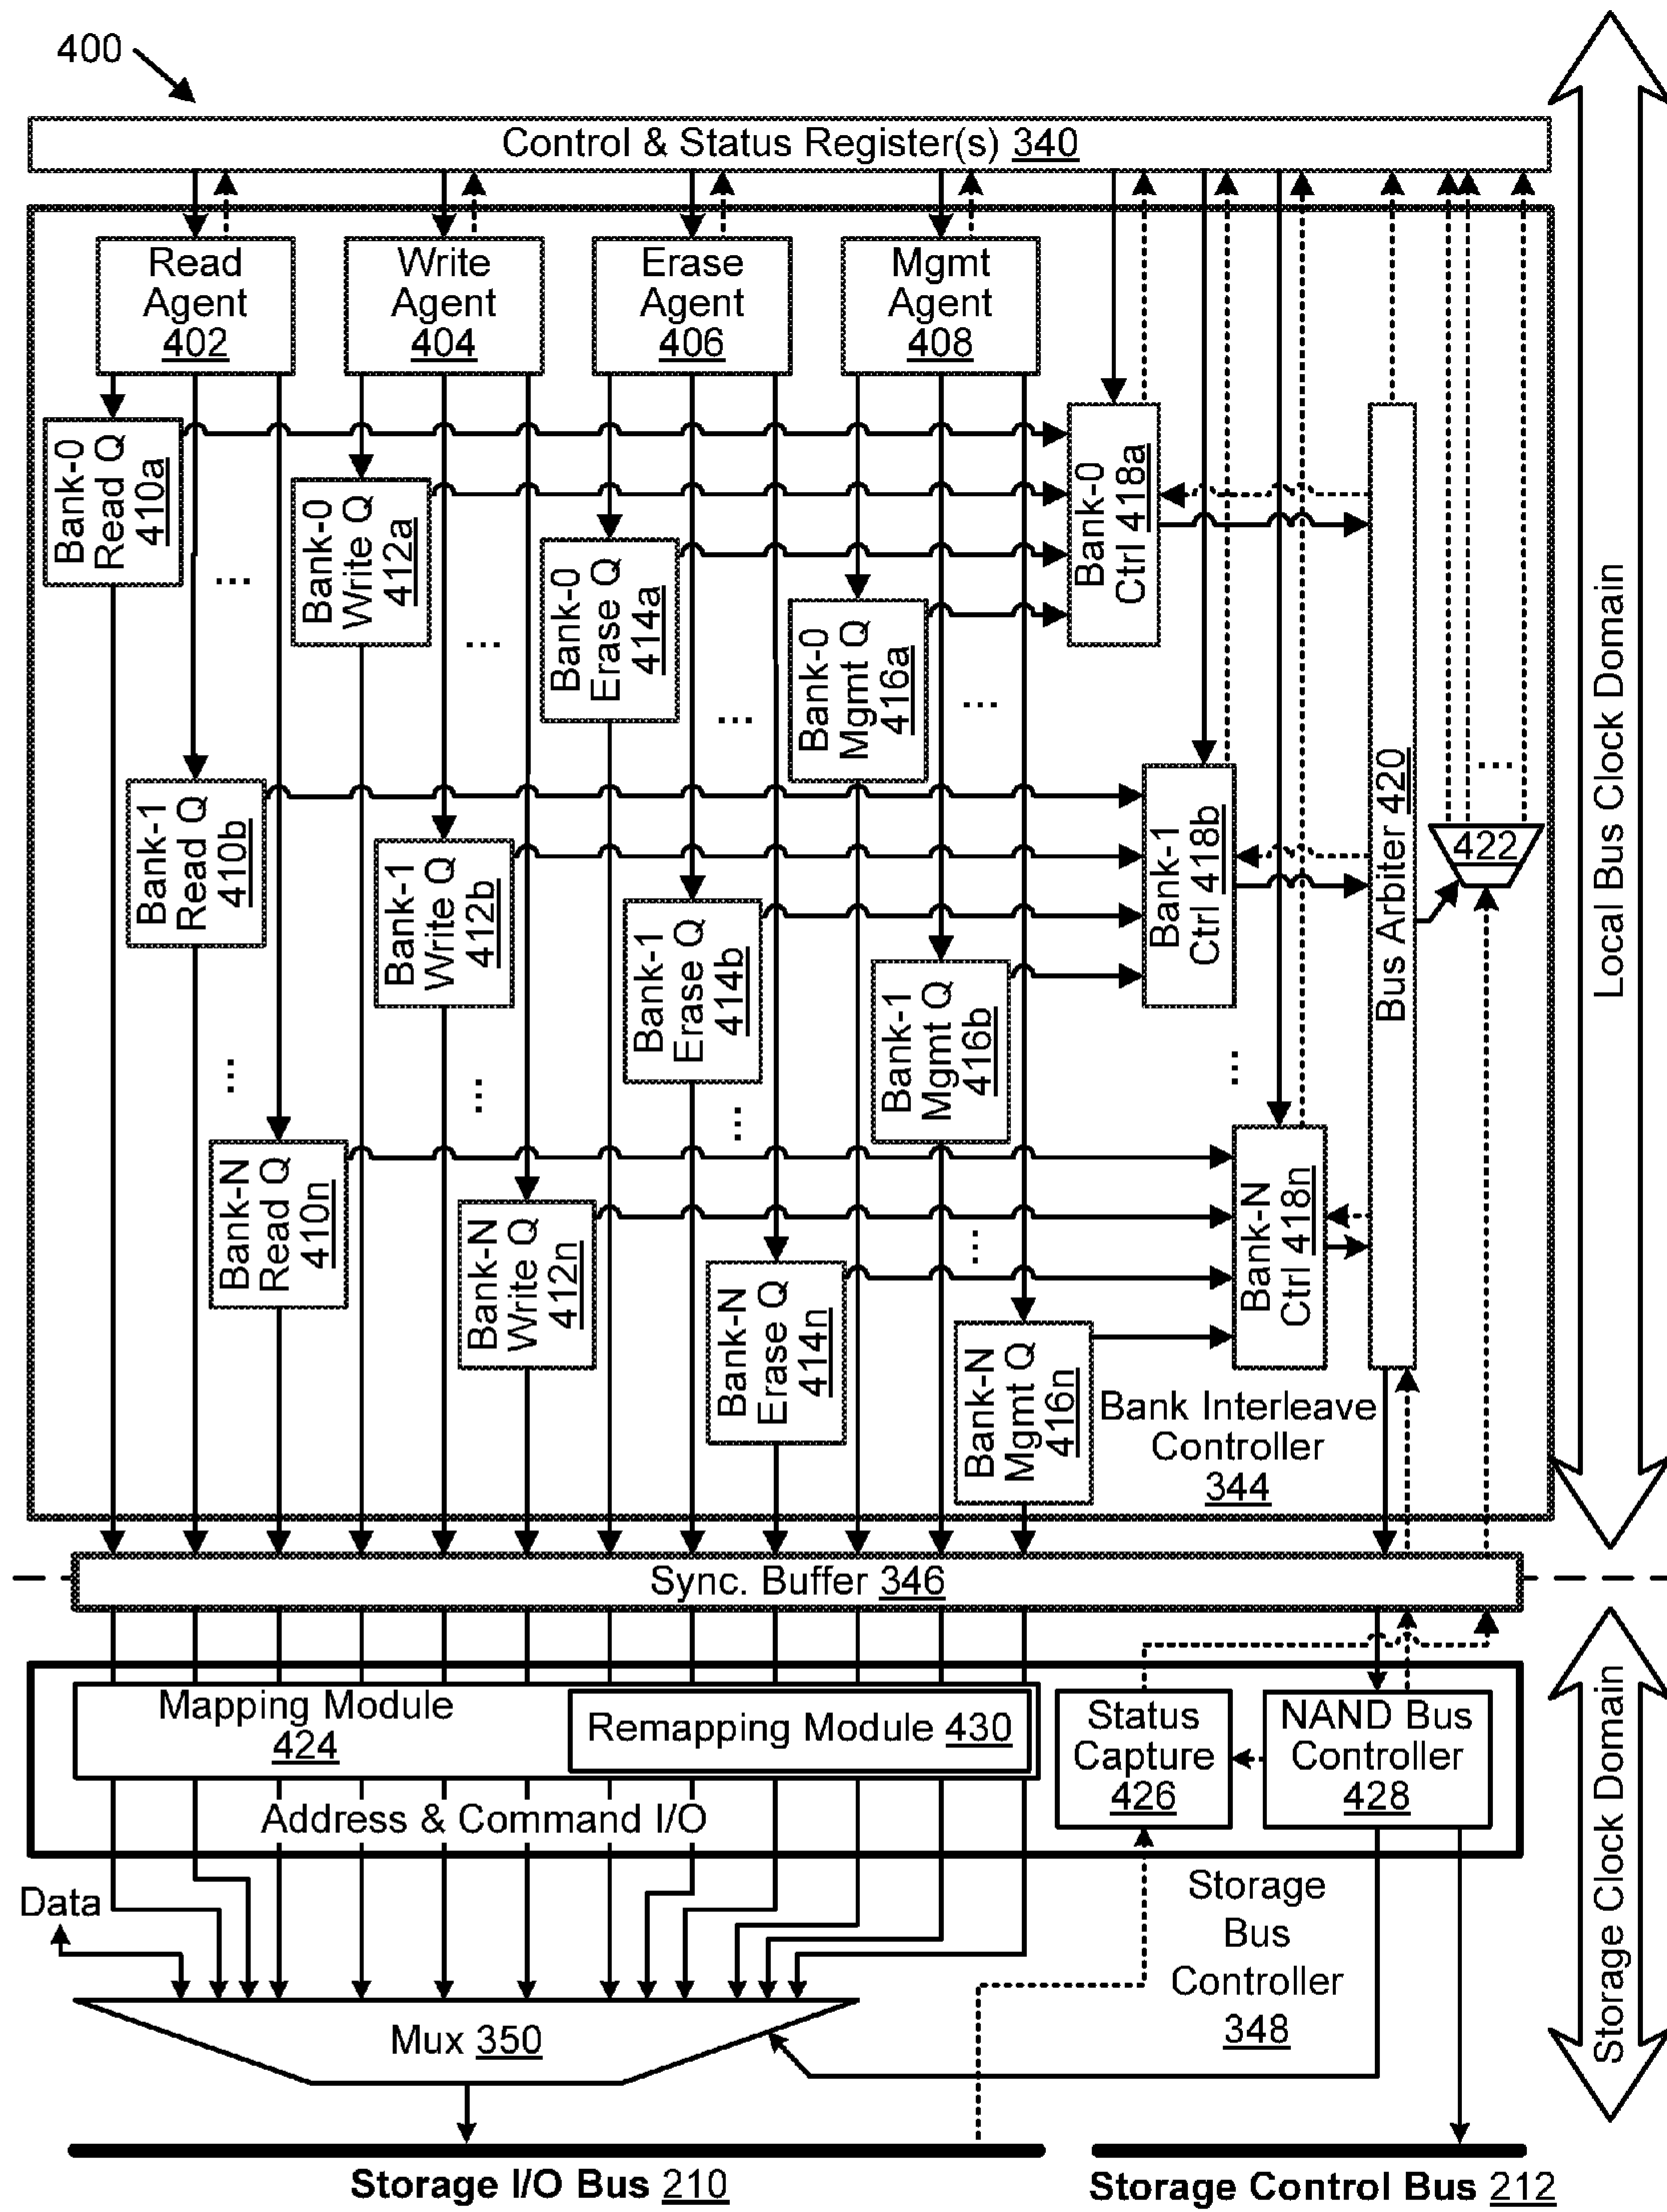 400
Control & Status Register(s) 340
Read
Agent
402
Write
Agent
404
Erase
Agent
406
Mgmt
Agent
408
Bank-0
Read Q
410a
...
Bank-0
Write Q
412a
...
Bank-0
Erase Q
414a
...
Bank-0
Mgmt Q
416a
...
Bank-0
Ctrl 418a
Bank-1
Read Q
410b
...
Bank-1
Write Q
412b
...
Bank-1
Erase Q
414b
...
Bank-1
Mgmt Q
416b
...
Bank-1
Ctrl 418b
...
Bus Arbiter 420
...
422
Bank-N
Read Q
410n
Bank-N
Write Q
412n
Bank-N
Erase Q
414n
Bank-N
Mgmt Q
416n
Bank-N
Ctrl 418n
Bank Interleave
Controller
344
Local Bus Clock Domain
Sync. Buffer 346
Mapping Module
424
Remapping Module 430
Status
Capture
426
NAND Bus
Controller
428
Address & Command I/O
Storage
Bus
Controller
348
Storage Clock Domain
Data
Mux 350
Storage I/O Bus 210
Storage Control Bus 212